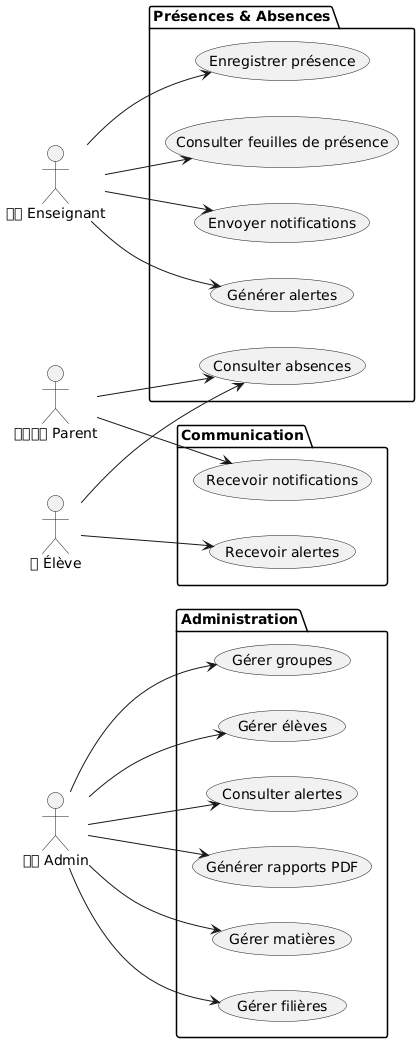 Présences & Absences
Enregistrer présence
Consulter feuilles de présence
Enseignant
Envoyer notifications
Générer alertes
Consulter absences
Parent
Communication
Recevoir notifications
Élève
Recevoir alertes
Administration
Gérer groupes
Gérer élèves
Consulter alertes
Admin
Générer rapports PDF
Gérer matières
Gérer filières